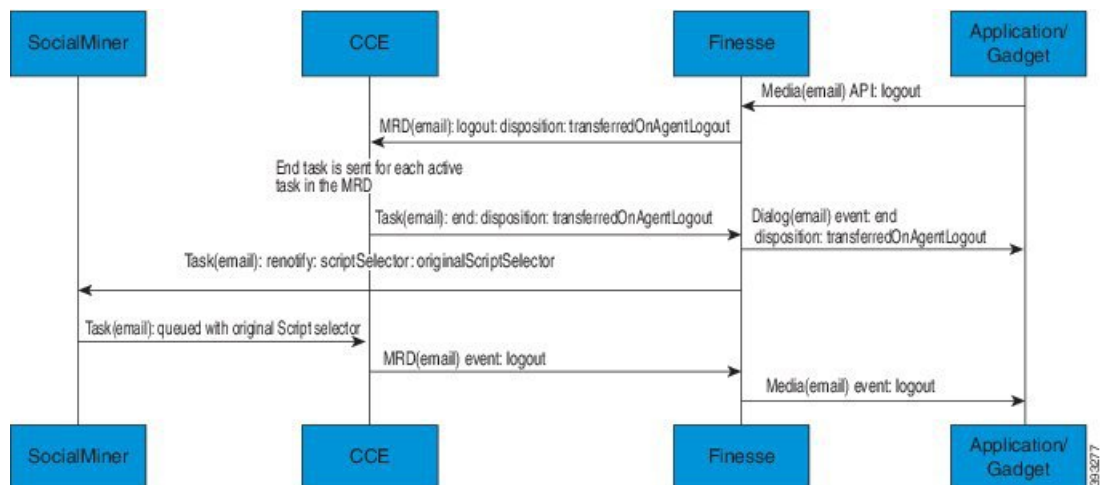 SocialMiner
CCE
Finesse
Application/
Gadget
Media(email) API: logout
MRD(email): logout: disposition: transferredOnAgentLogout
End task is sent for each active
task in the MRD
Task(email): end: disposition: transferredOnAgentLogout
Dialog(email) event: end
disposition: transferredOnAgentLogout
Task(email): renotify: scriptSelector: originalScriptSelector
Task(email): queued with original Script selector
MRD(email) event: logout
Media(email) event: logout
SocialMiner
CCE
Finesse
Application/
Gadget
393277